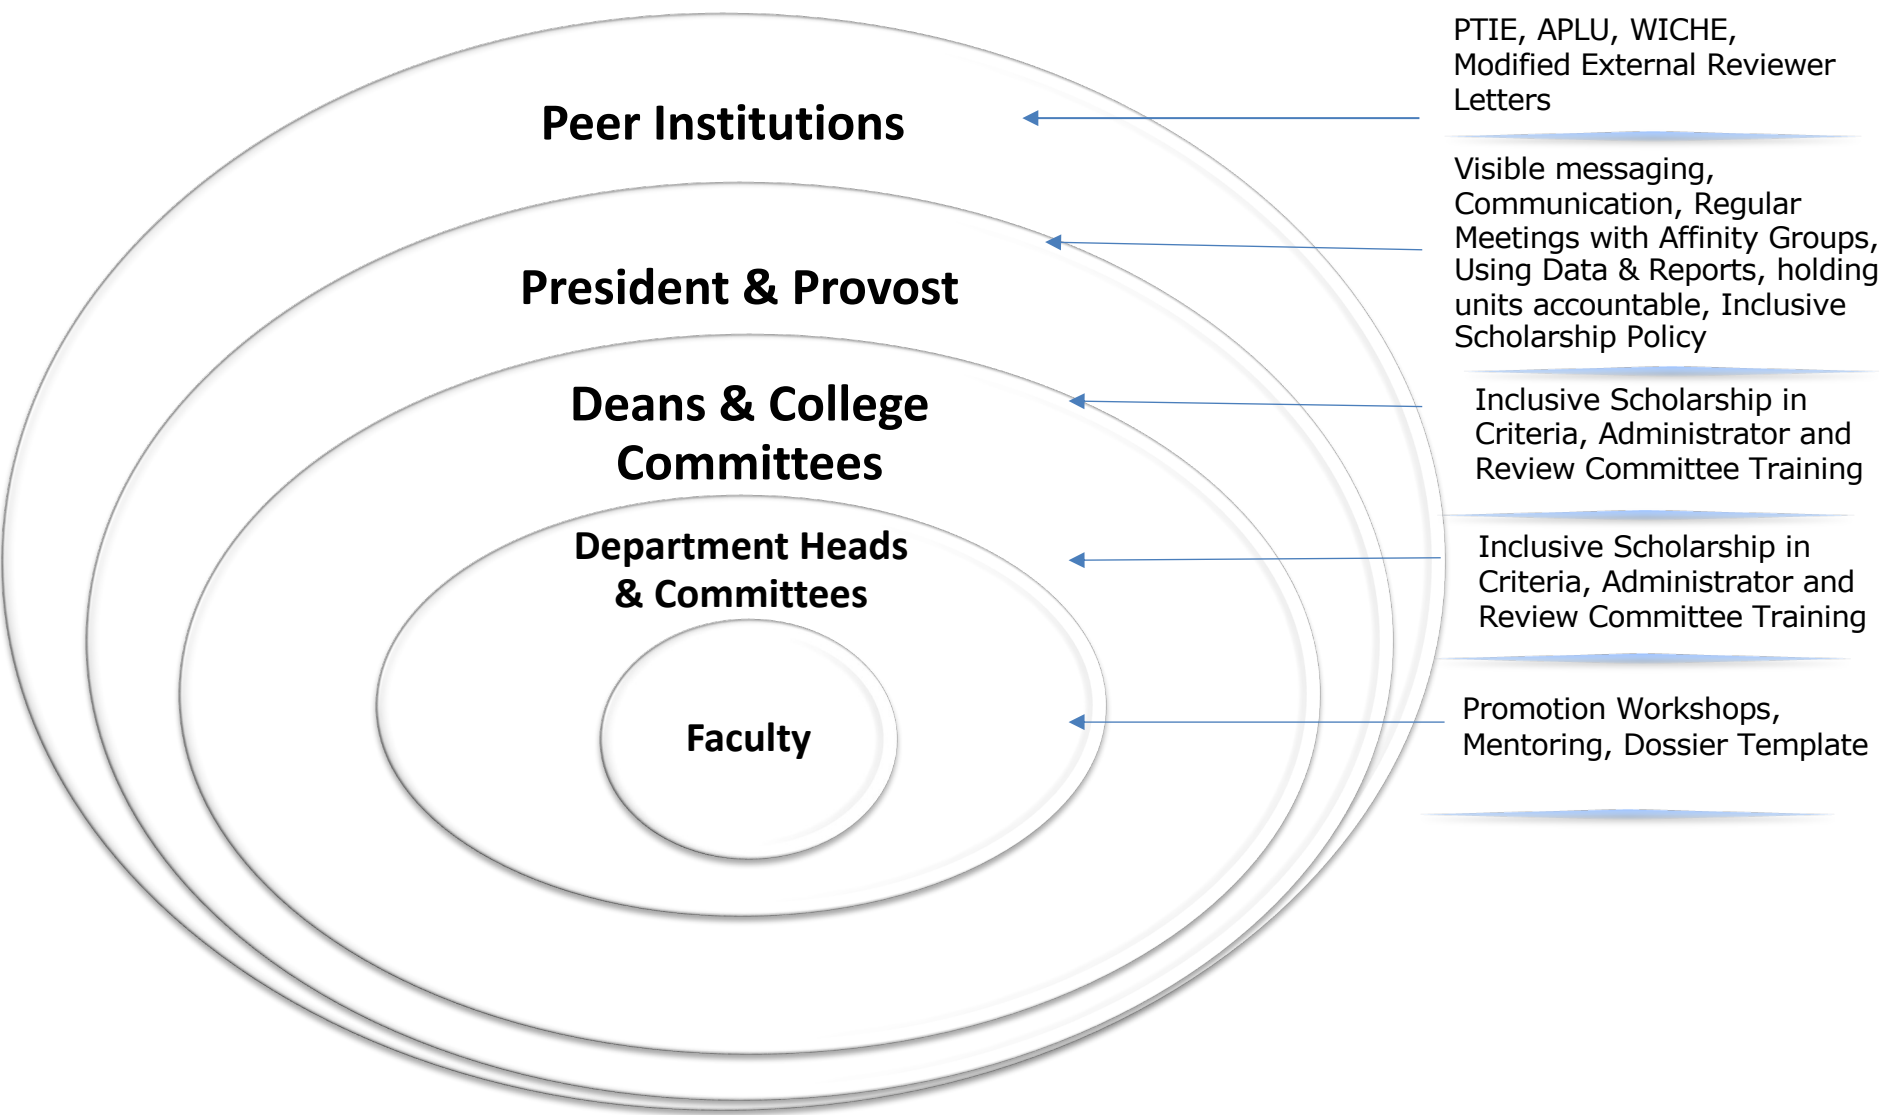 Peer Institutions
President & Provost
Deans & College
Committees
Department Heads
& Committees
Faculty
PTIE, APLU, WICHE,
Modified External Reviewer
Letters
Visible messaging,
Communication, Regular
Meetings with Affinity Groups,
Using Data & Reports, holding
units accountable, Inclusive
Scholarship Policy
Inclusive Scholarship in
Criteria, Administrator and
Review Committee Training
Inclusive Scholarship in
Criteria, Administrator and
Review Committee Training
Promotion Workshops,
Mentoring, Dossier Template